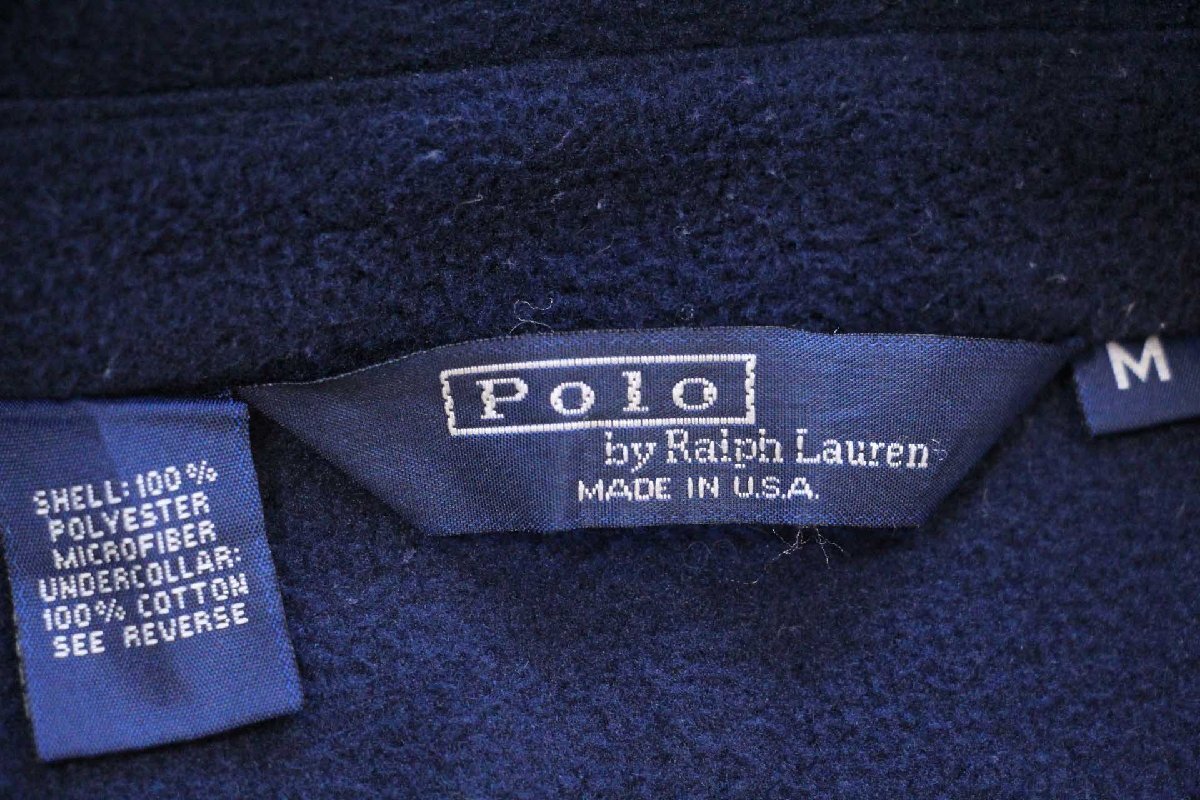 Polo
by Ralph Lauren
MADE IN U.S.A.
M
SHELL: 100%
POLYESTER
MICROFIBER
UNDERCOLLAR:
100% COTTON
SEE REVERSE